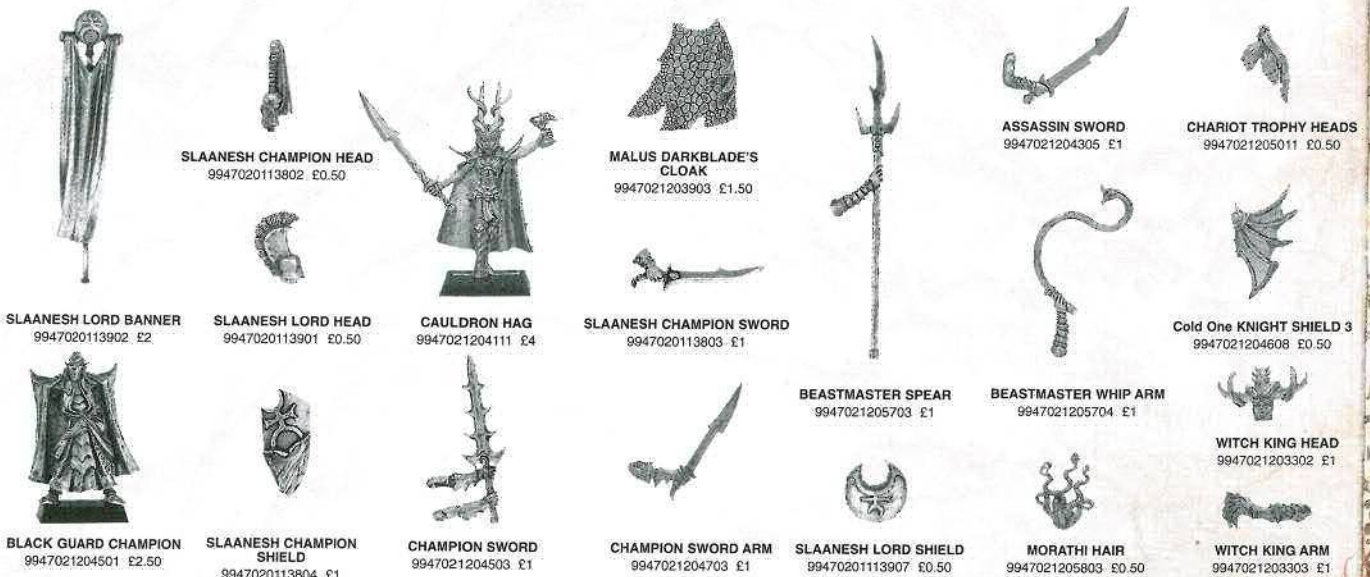 SLAANESH LORD BANNER
9947020113902 £2
SLAANESH CHAMPION HEAD
9947020113802 £0.50
SLAANESH LORD HEAD
9947020113901 £0.50
CAULDRON HAG
9947021204111 £4
MALUS DARKBLADE'S
CLOAK
9947021203903 £1.50
SLAANESH CHAMPION SWORD
9947020113803 £1
BEASTMASTER SPEAR
9947021205703 £1
ASSASSIN SWORD
9947021204305 £1
CHARIOT TROPHY HEADS
9947021205011 £0.50
BEASTMASTER WHIP ARM
9947021205704 £1
Cold One KNIGHT SHIELD 3
9947021204608 £0.50
WITCH KING HEAD
9947021203302 £1
BLACK GUARD CHAMPION
9947021204501 £2.50
SLAANESH CHAMPION
SHIELD
9947020113804 £1
CHAMPION SWORD
9947021204503 £1
CHAMPION SWORD ARM
9947021204703 £1
SLAANESH LORD SHIELD
9947020113907 £0.50
MORATHI HAIR
9947021205803 £0.50
WITCH KING ARM
9947021203303 £1